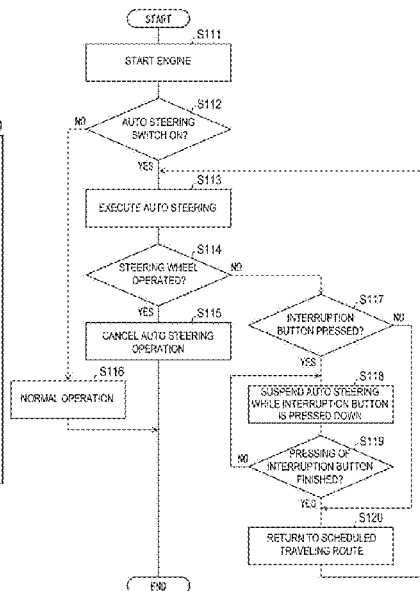 START
S111
START ENGINE
S112
AUTO STEERING
SWITCH ON?
NO
YES
S113
EXECUTE AUTO STEERING
S114
STEERING WHEEL
OPERATED?
NO
YES
S115
CANCEL AUTO STEERING
OPERATION
S116
NORMAL OPERATION
S117
INTERRUPTION
BUTTON PRESSED?
NO
YES
S118
SUSPEND AUTO STEERING
WHILE INTERRUPTION BUTTON
IS PRESSED DOWN
S119
PRESSING OF
INTERRUPTION BUTTON
FINISHED?
NO
YES
S120
RETURN TO SCHEDULED
TRAVELING ROUTE
END